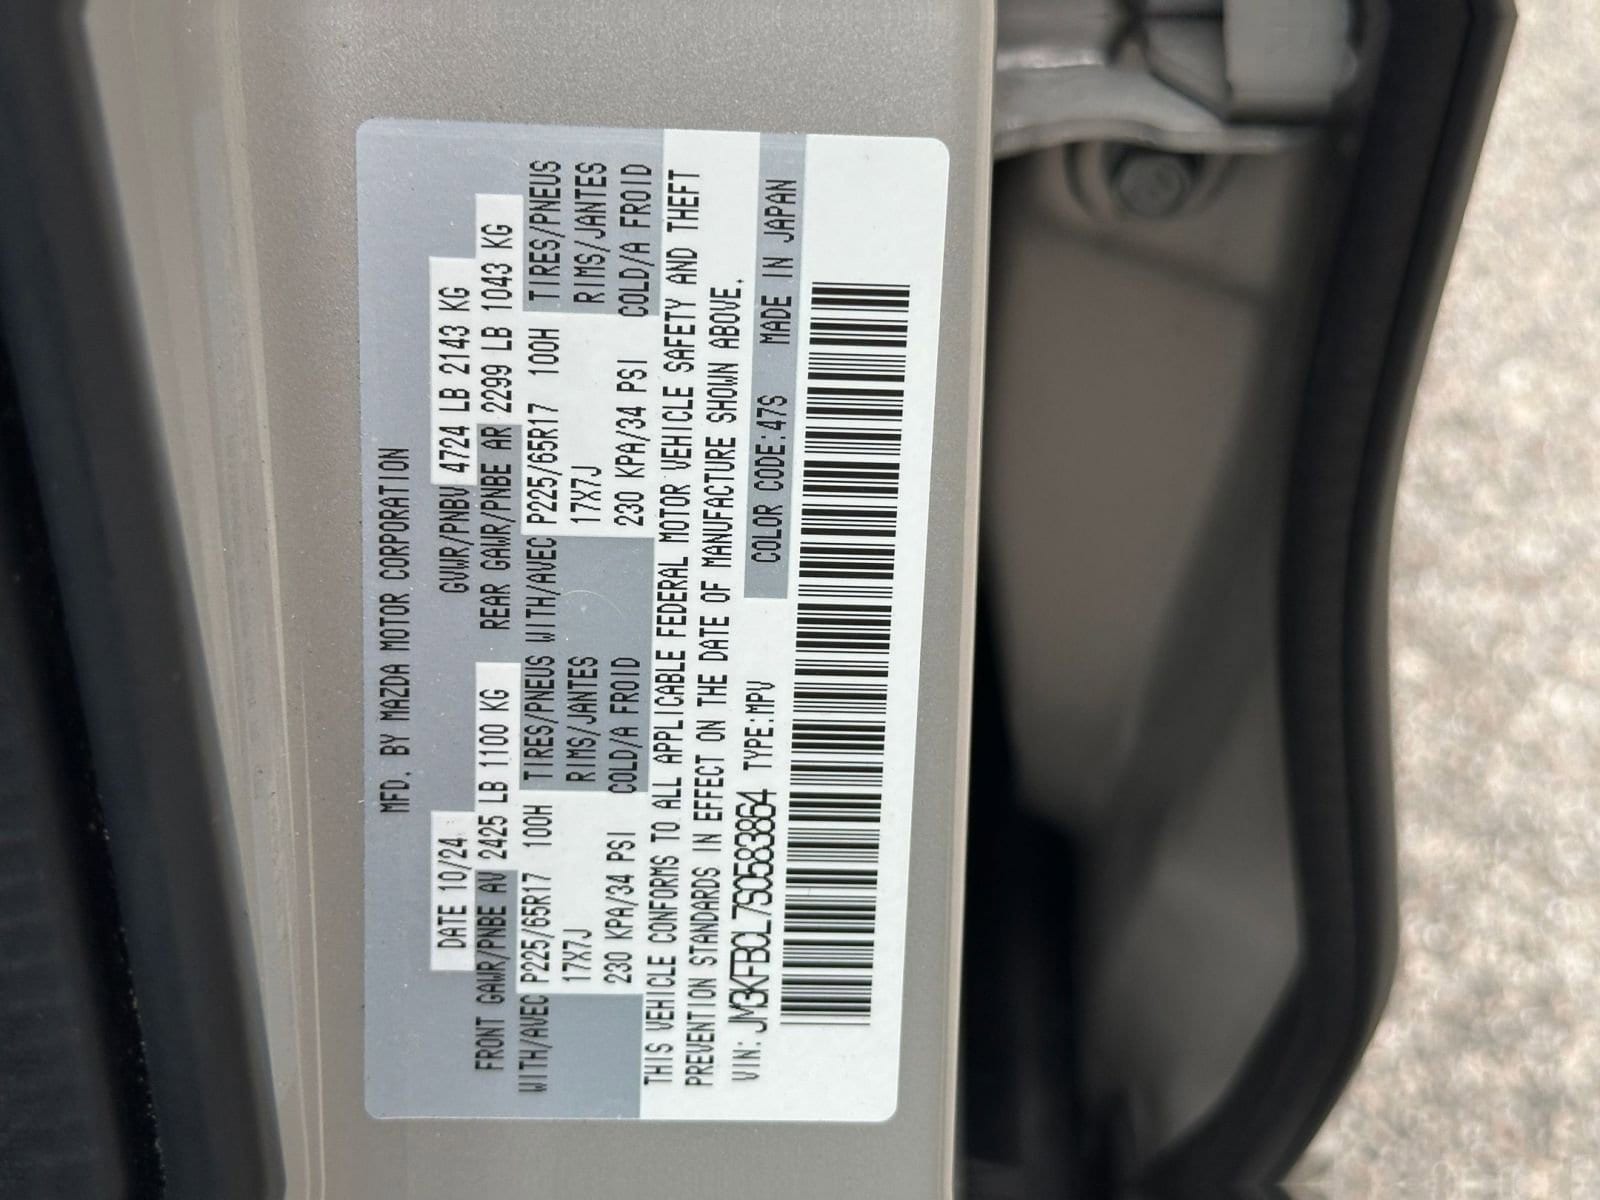 MFD. BY MAZDA MOTOR CORPORATION
DATE 10/24 GVWR/PNBV 4724 LB 2143 KG
FRONT GAWR/PNBE AV 2425 LB 1100 KG REAR GAWR/PNBE AR 2299 LB 1043 KG
WITH/AVEC P225/65R17 100H TIRES/PNEUS WITH/AVEC P225/65R17 100H TIRES/PNEUS
17X7J RIMS/JANTES 17X7J RIMS/JANTES
230 KPA/34 PSI COLD/A FROID 230 KPA/34 PSI COLD/A FROID
THIS VEHICLE CONFORMS TO ALL APPLICABLE FEDERAL MOTOR VEHICLE SAFETY AND THEFT
PREVENTION STANDARDS IN EFFECT ON THE DATE OF MANUFACTURE SHOWN ABOVE.
VIN: JM3KFBCL7S0583864 TYPE:MPV COLOR CODE:47S MADE IN JAPAN